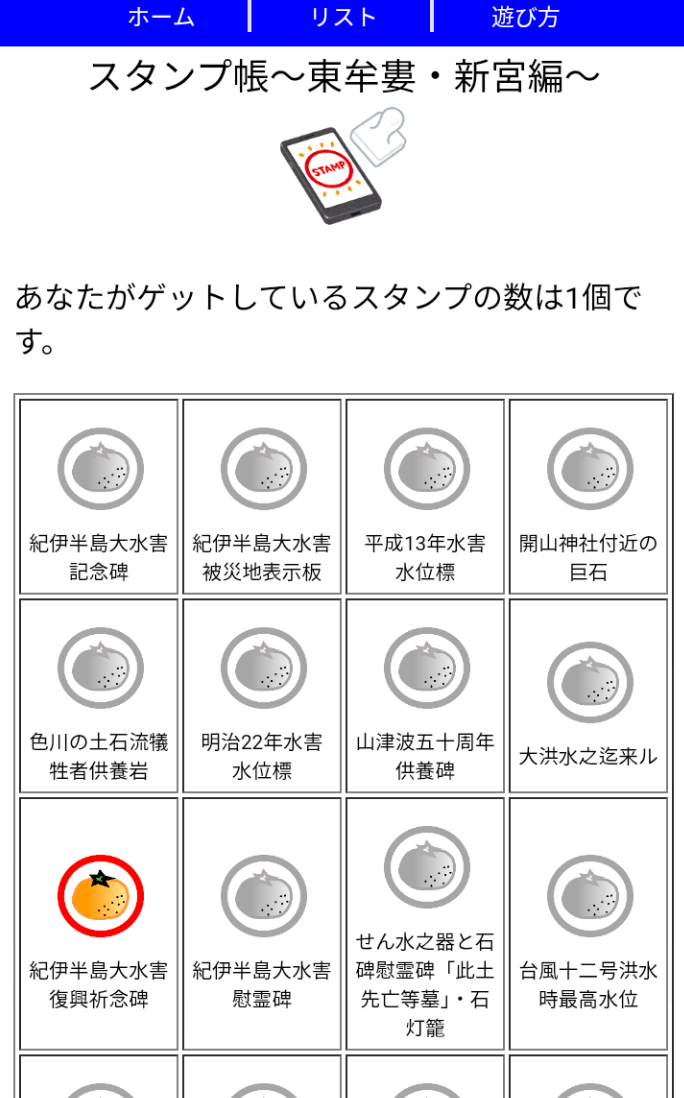 ホーム
リスト
遊び方
スタンプ帳～東牟婁・新宮編～
STAMP
あなたがゲットしているスタンプの数は1個で
す。
紀伊半島大水害
記念碑
紀伊半島大水害
被災地表示板
平成13年水害
水位標
開山神社付近の
巨石
色川の土石流犠
牲者供養岩
明治22年水害
水位標
山津波五十周年
供養碑
大洪水之迄来ル
紀伊半島大水害
復興祈念碑
紀伊半島大水害
慰霊碑
せん水之器と石
碑慰霊碑「此土
先亡等墓」・石
灯籠
台風十二号洪水
時最高水位